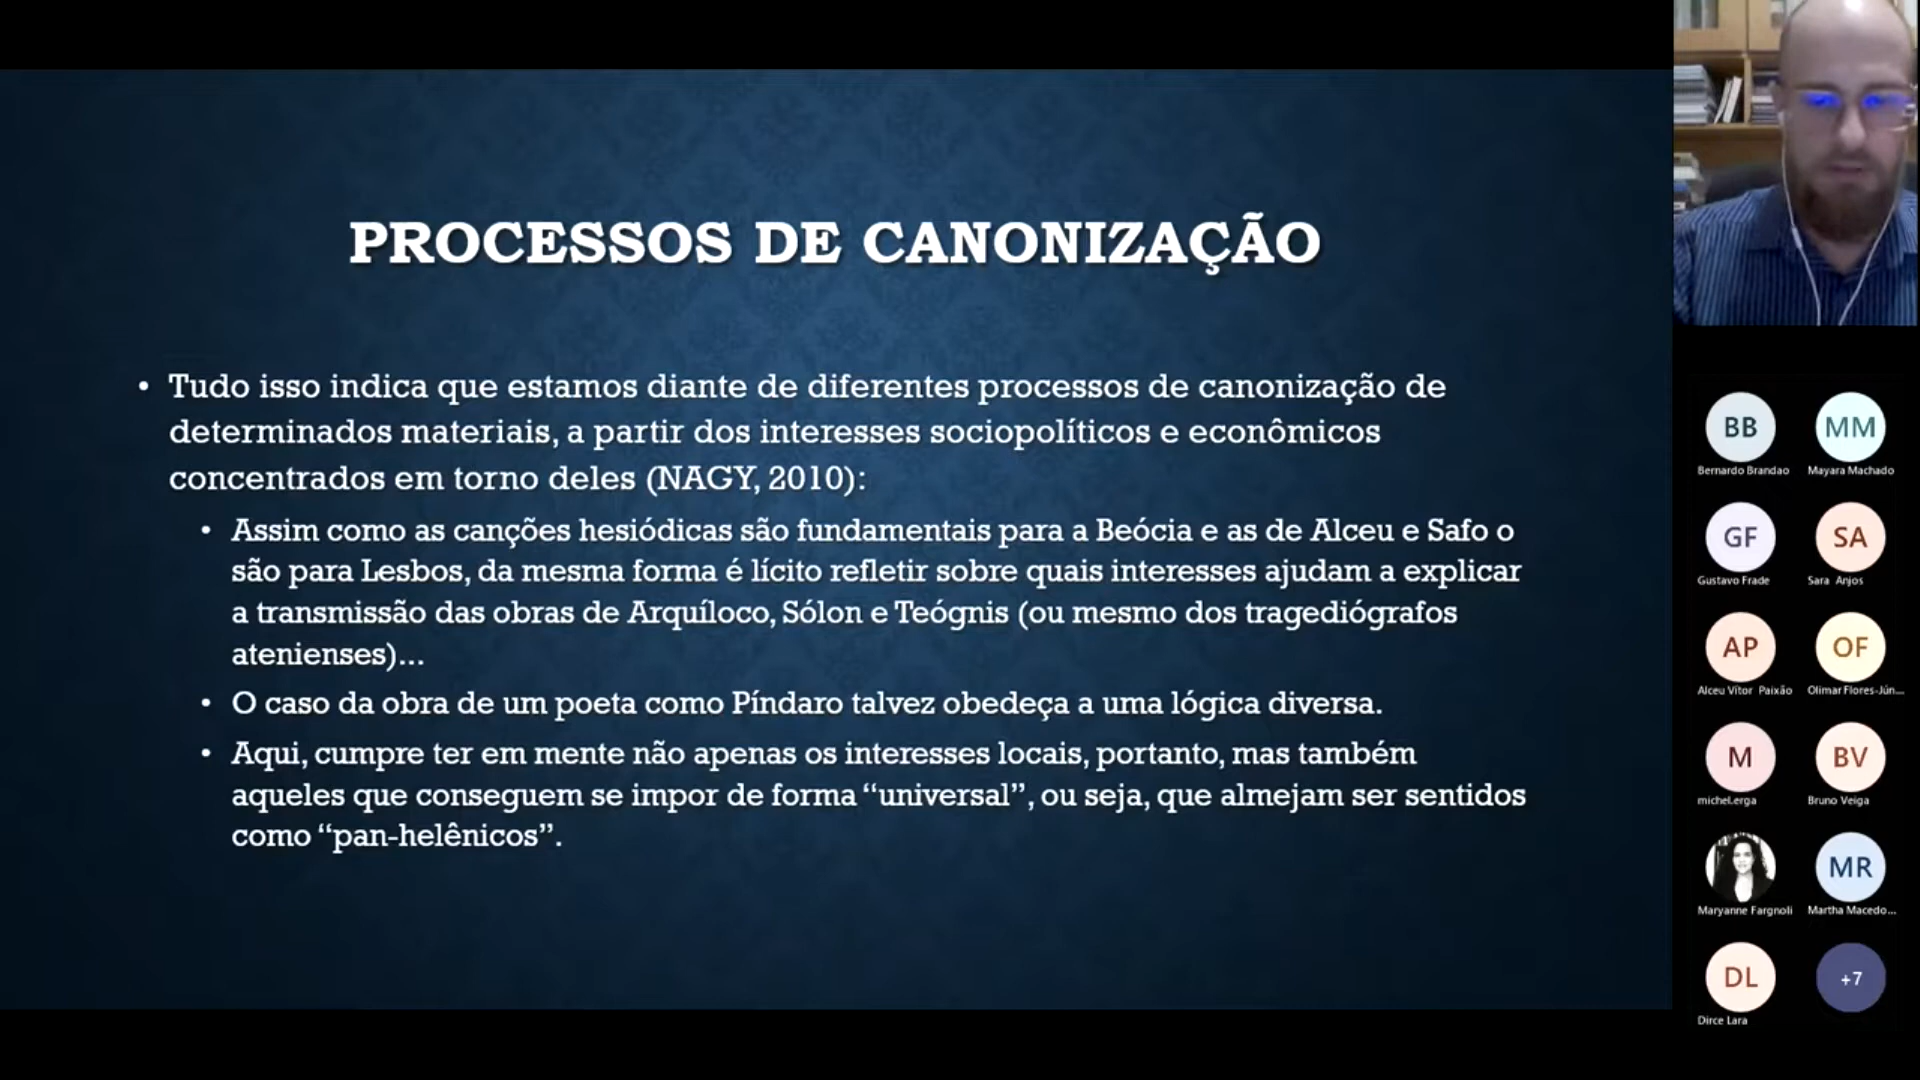 PROCESSOS DE CANONIZAÇÃO
• Tudo isso indica que estamos diante de diferentes processos de canonização de
determinados materiais, a partir dos interesses sociopolíticos e econômicos
concentrados em torno deles (NAGY, 2010):
• Assim como as canções hesiódicas são fundamentais para a Beócia e as de Alceu e Safo o
são para Lesbos, da mesma forma é lícito refletir sobre quais interesses ajudam a explicar
a transmissão das obras de Arquíloco, Sólon e Teógnis (ou mesmo dos tragediógrafos
atenienses)...
• O caso da obra de um poeta como Píndaro talvez obedeça a uma lógica diversa.
• Aqui, cumpre ter em mente não apenas os interesses locais, portanto, mas também
aqueles que conseguem se impor de forma “universal”, ou seja, que almejam ser sentidos
como “pan-helênicos”.
BB
MM
Bernardo Brandao
Mayara Machado
GF
SA
Gustavo Frade
Sara Anjos
AP
OF
Alceu Vítor Paixão
Olimar Flores-Jún...
M
BV
michel.erga
Bruno Veiga
MR
Maryanne Fargnoli
Martha Macedo...
DL
+7
Dirce Lara